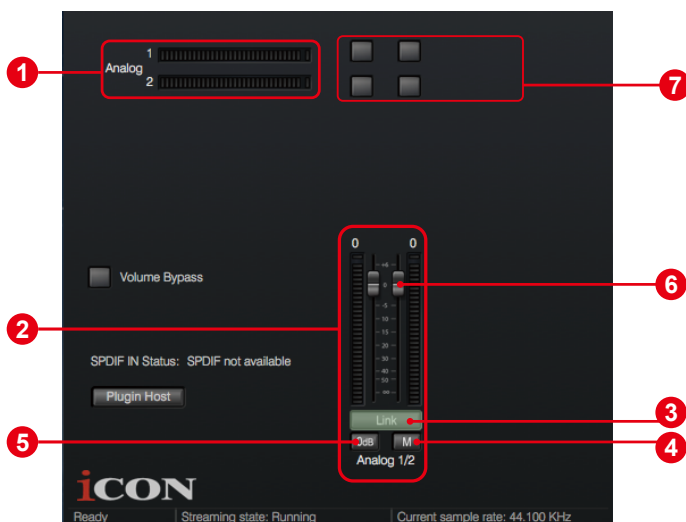 1
Analog
2
1
7
0 0
+6
0
-5
-10
-15
-20
-30
-40
-50
-∞
Volume Bypass
6
2
SPDIF IN Status: SPDIF not available
Plugin Host
Link
3
0dB M
5
4
Analog 1/2
iCON
Ready Streaming state: Running Current sample rate: 44.100 KHz